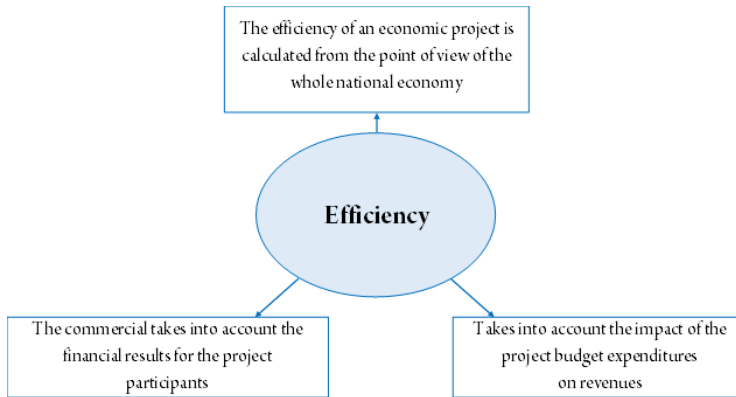 The efficiency of an economic project is
calculated from the point of view of the
whole national economy
Efficiency
The commercial takes into account the
financial results for the project
participants
Takes into account the impact of the
project budget expenditures
on revenues